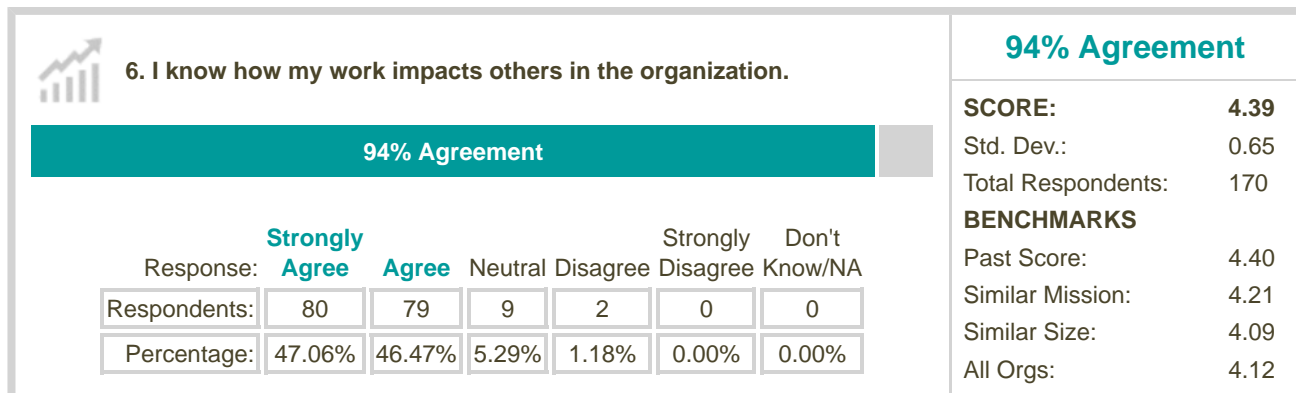 6. I know how my work impacts others in the organization.
94% Agreement
Response: Strongly Agree Agree Neutral Disagree Strongly Disagree Don't Know/NA
Respondents: 80 79 9 2 0 0
Percentage: 47.06% 46.47% 5.29% 1.18% 0.00% 0.00%
94% Agreement
SCORE: 4.39
Std. Dev.: 0.65
Total Respondents: 170
BENCHMARKS
Past Score: 4.40
Similar Mission: 4.21
Similar Size: 4.09
All Orgs: 4.12